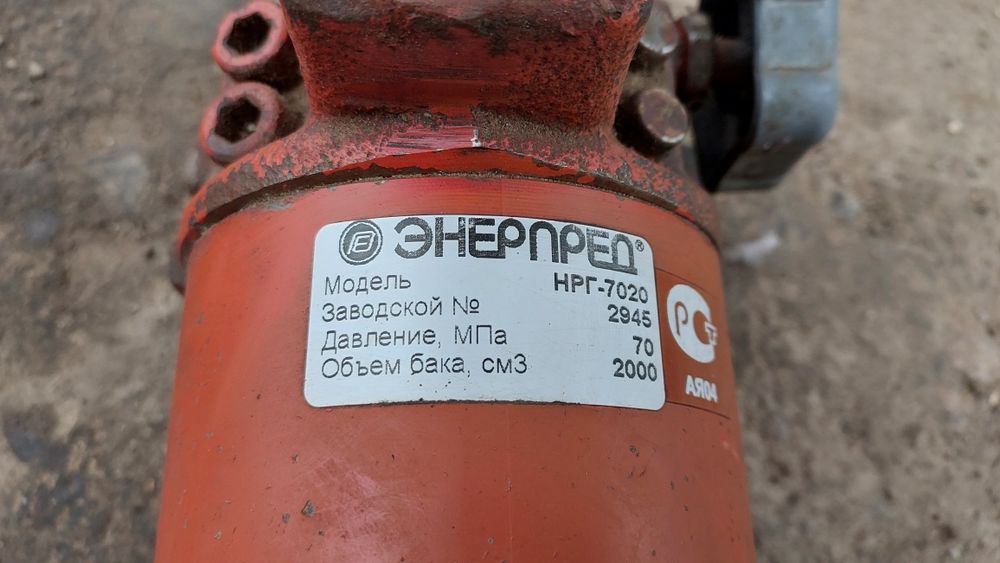 ЭНЕРПРЕД®
Модель НРГ-7020
Заводской № 2945
Давление, МПа 70
Объем бака, см3 2000
РСТ
АЯ04